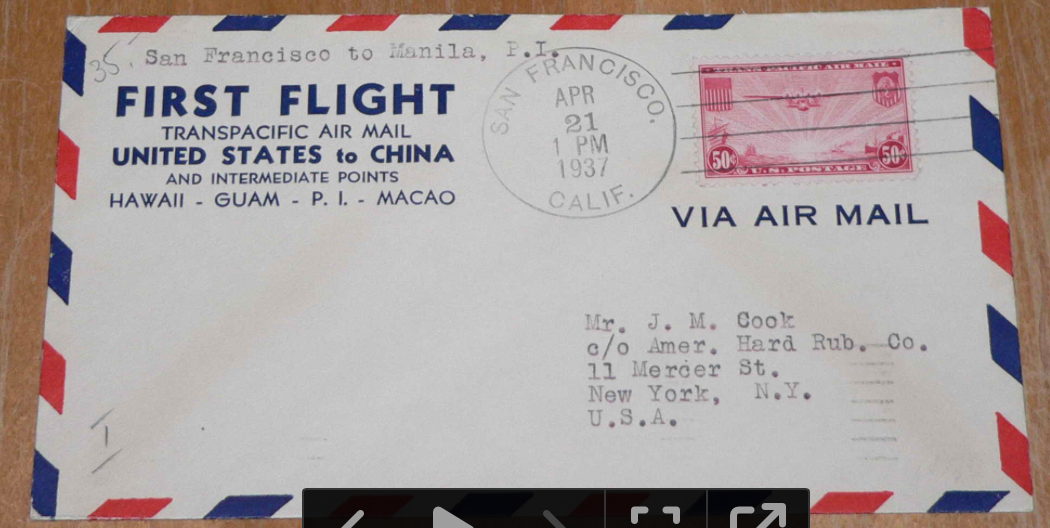 35
San Francisco to Manila, P.I.
FIRST FLIGHT
TRANSPACIFIC AIR MAIL
UNITED STATES to CHINA
AND INTERMEDIATE POINTS
HAWAII - GUAM - P. I. - MACAO
SAN FRANCISCO.
APR
21
1 PM
1937
CALIF.
TRANS-PACIFIC AIR MAIL
50¢ 50¢
U.S. POSTAGE
VIA AIR MAIL
Mr. J. M. Cook
c/o Amer. Hard Rub. Co.
11 Mercer St.
New York, N.Y.
U.S.A.
I